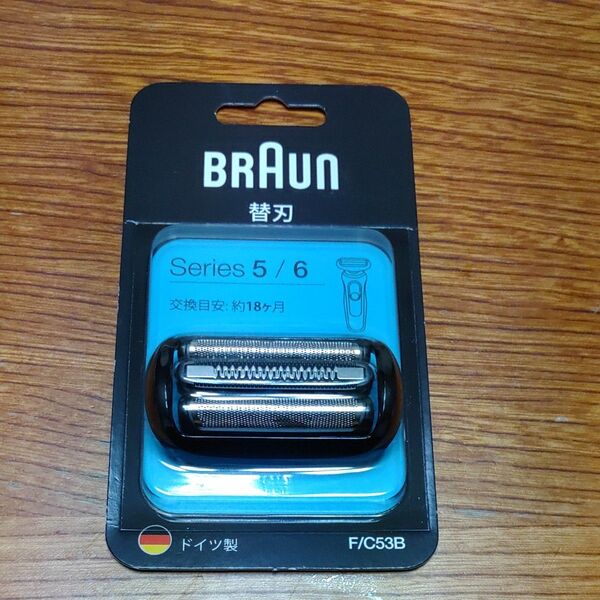 BRAUN
替刃
Series 5 / 6
交換目安: 約18ヶ月
ドイツ製
F/C53B